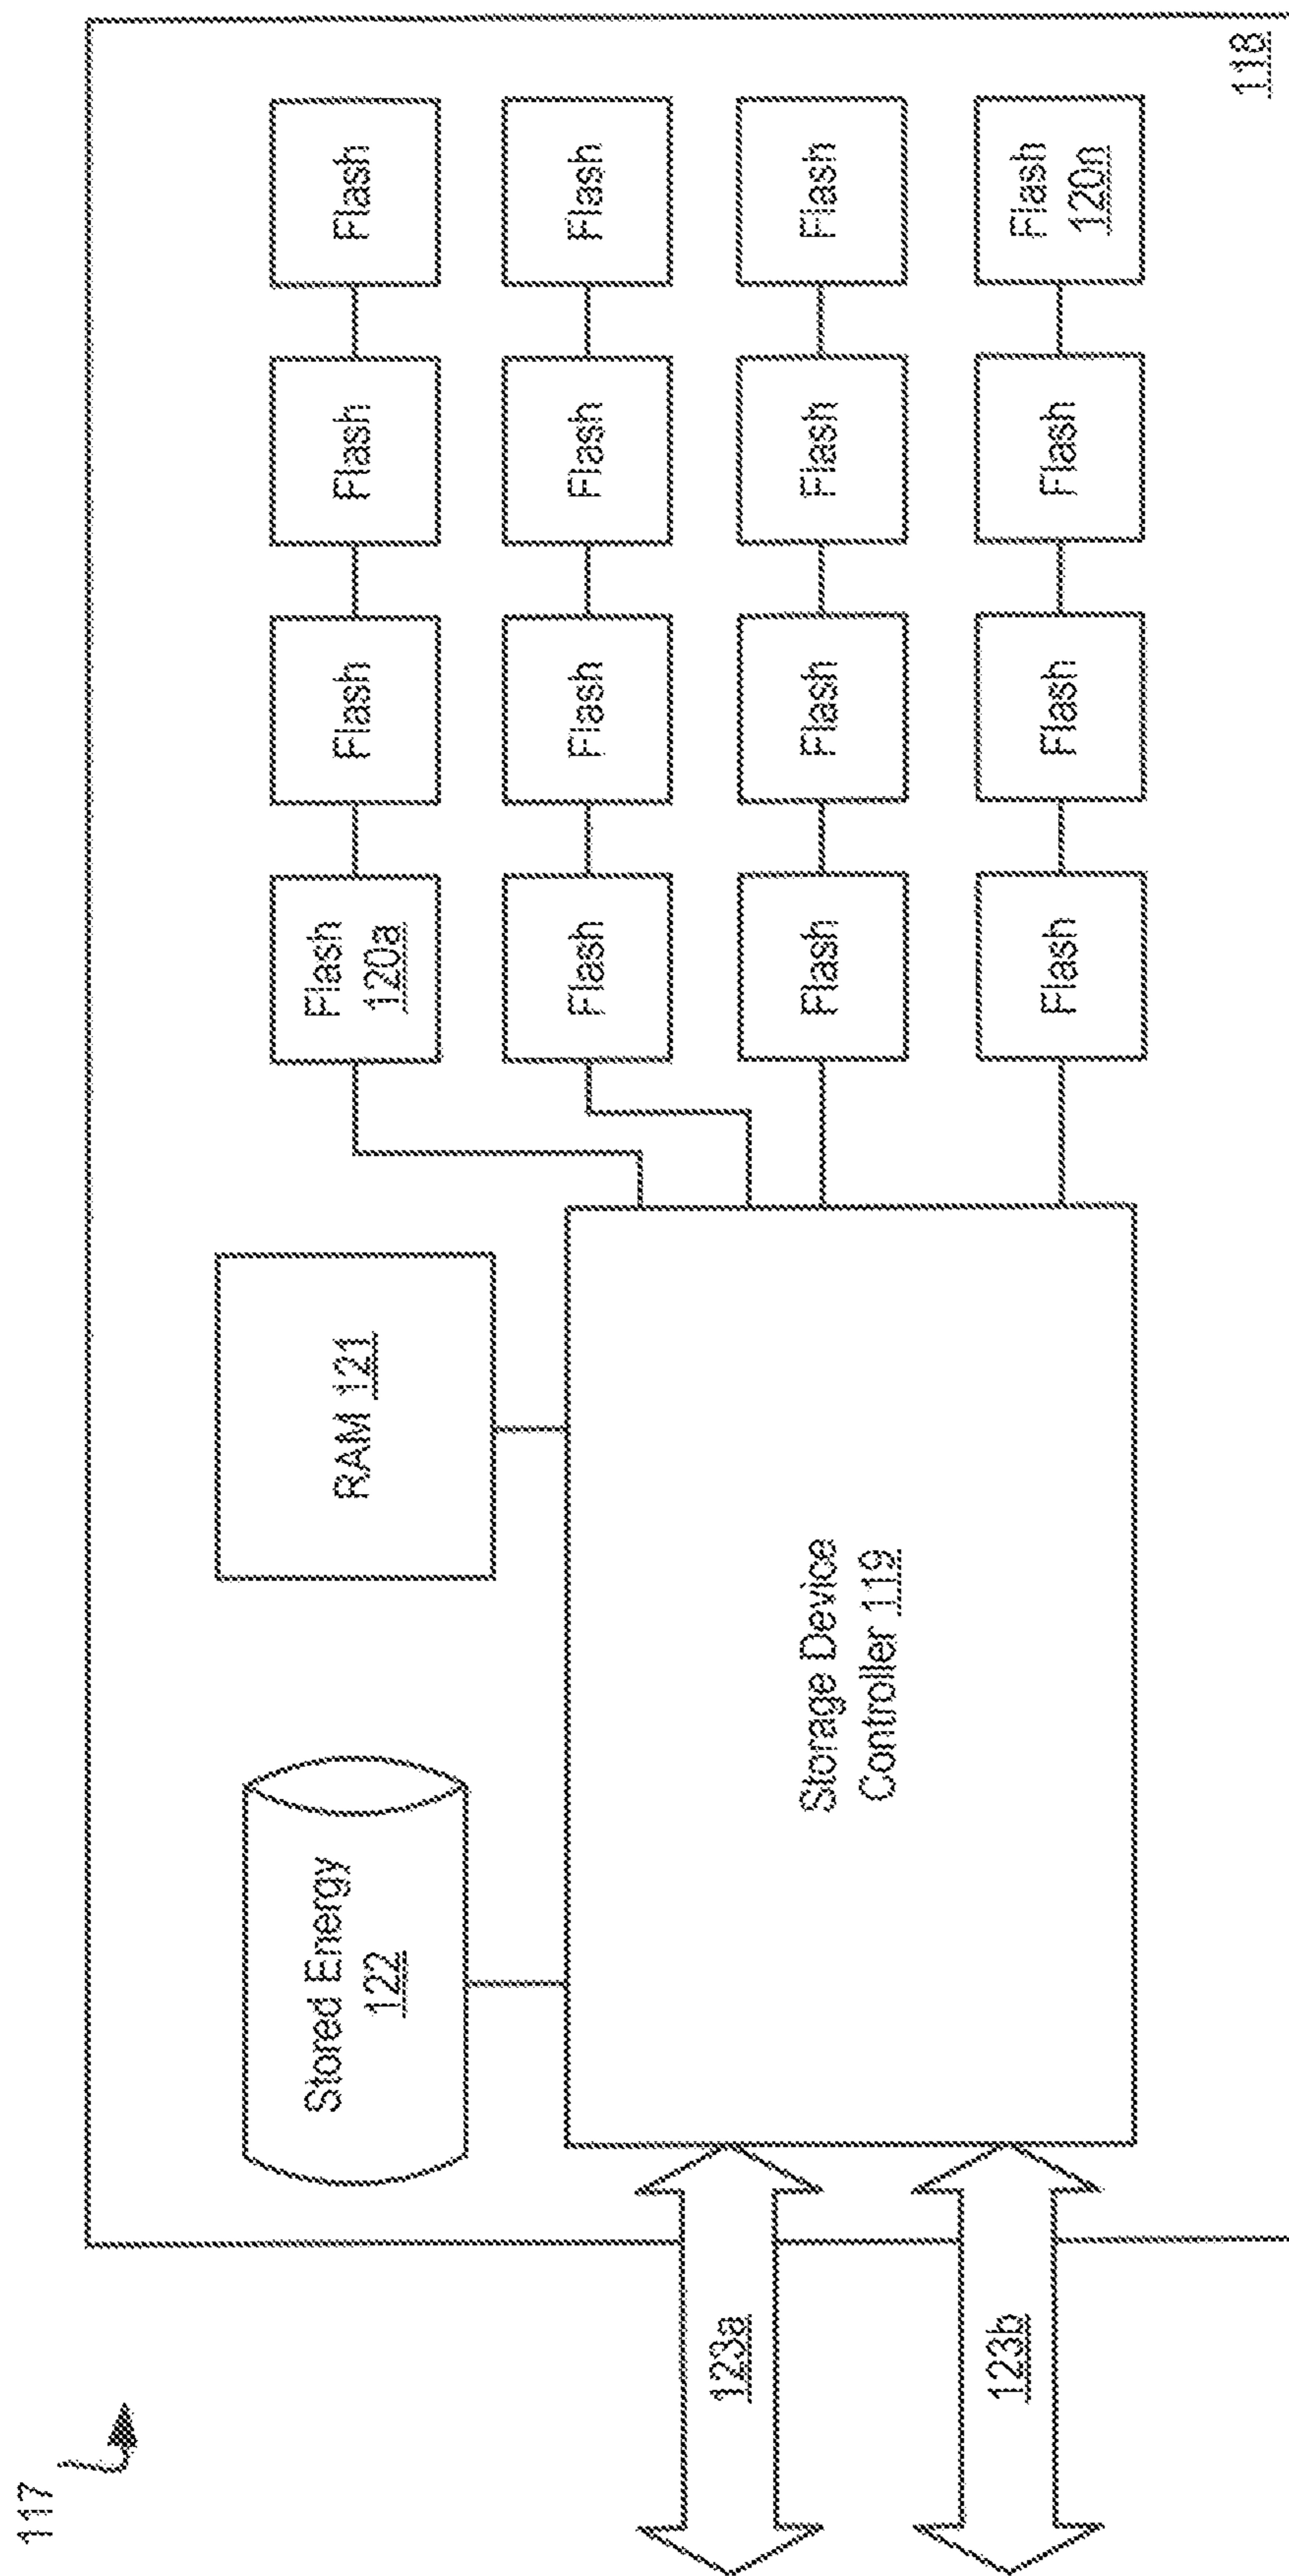 117
Stored Energy
122
RAM 121
Flash
120a
Flash
Flash
Flash
Flash
Flash
Flash
Flash
123a
Storage Device
Controller 119
Flash
Flash
Flash
Flash
123b
Flash
Flash
Flash
Flash
120n
118